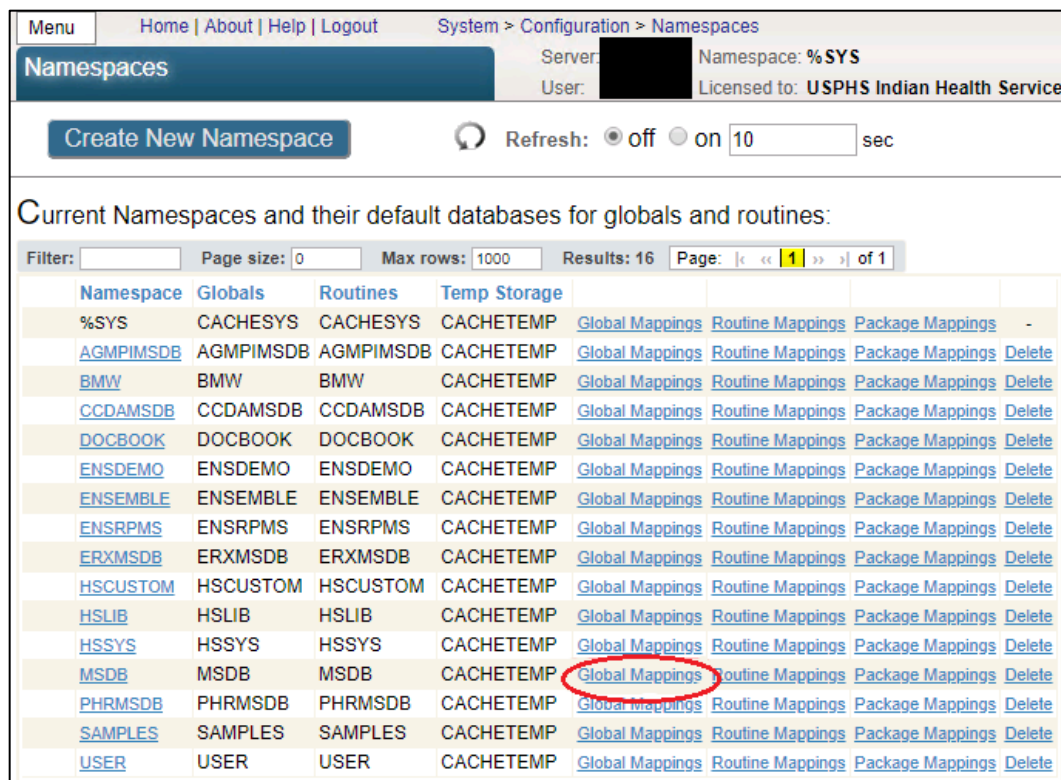 Menu Home | About | Help | Logout System > Configuration > Namespaces
Namespaces Server: Namespace: %SYS
User: Licensed to: USPHS Indian Health Service
Create New Namespace Refresh: off on 10 sec
Current Namespaces and their default databases for globals and routines:
Filter: Page size: 0 Max rows: 1000 Results: 16 Page: |< << 1 >> >| of 1
Namespace Globals Routines Temp Storage
%SYS CACHESYS CACHESYS CACHETEMP Global Mappings Routine Mappings Package Mappings -
AGMPIMSDB AGMPIMSDB AGMPIMSDB CACHETEMP Global Mappings Routine Mappings Package Mappings Delete
BMW BMW BMW CACHETEMP Global Mappings Routine Mappings Package Mappings Delete
CCDAMSDB CCDAMSDB CCDAMSDB CACHETEMP Global Mappings Routine Mappings Package Mappings Delete
DOCBOOK DOCBOOK DOCBOOK CACHETEMP Global Mappings Routine Mappings Package Mappings Delete
ENSDEMO ENSDEMO ENSDEMO CACHETEMP Global Mappings Routine Mappings Package Mappings Delete
ENSEMBLE ENSEMBLE ENSEMBLE CACHETEMP Global Mappings Routine Mappings Package Mappings Delete
ENSRPMS ENSRPMS ENSRPMS CACHETEMP Global Mappings Routine Mappings Package Mappings Delete
ERXMSDB ERXMSDB ERXMSDB CACHETEMP Global Mappings Routine Mappings Package Mappings Delete
HSCUSTOM HSCUSTOM HSCUSTOM CACHETEMP Global Mappings Routine Mappings Package Mappings Delete
HSLIB HSLIB HSLIB CACHETEMP Global Mappings Routine Mappings Package Mappings Delete
HSSYS HSSYS HSSYS CACHETEMP Global Mappings Routine Mappings Package Mappings Delete
MSDB MSDB MSDB CACHETEMP Global Mappings Routine Mappings Package Mappings Delete
PHRMSDB PHRMSDB PHRMSDB CACHETEMP Global Mappings Routine Mappings Package Mappings Delete
SAMPLES SAMPLES SAMPLES CACHETEMP Global Mappings Routine Mappings Package Mappings Delete
USER USER USER CACHETEMP Global Mappings Routine Mappings Package Mappings Delete